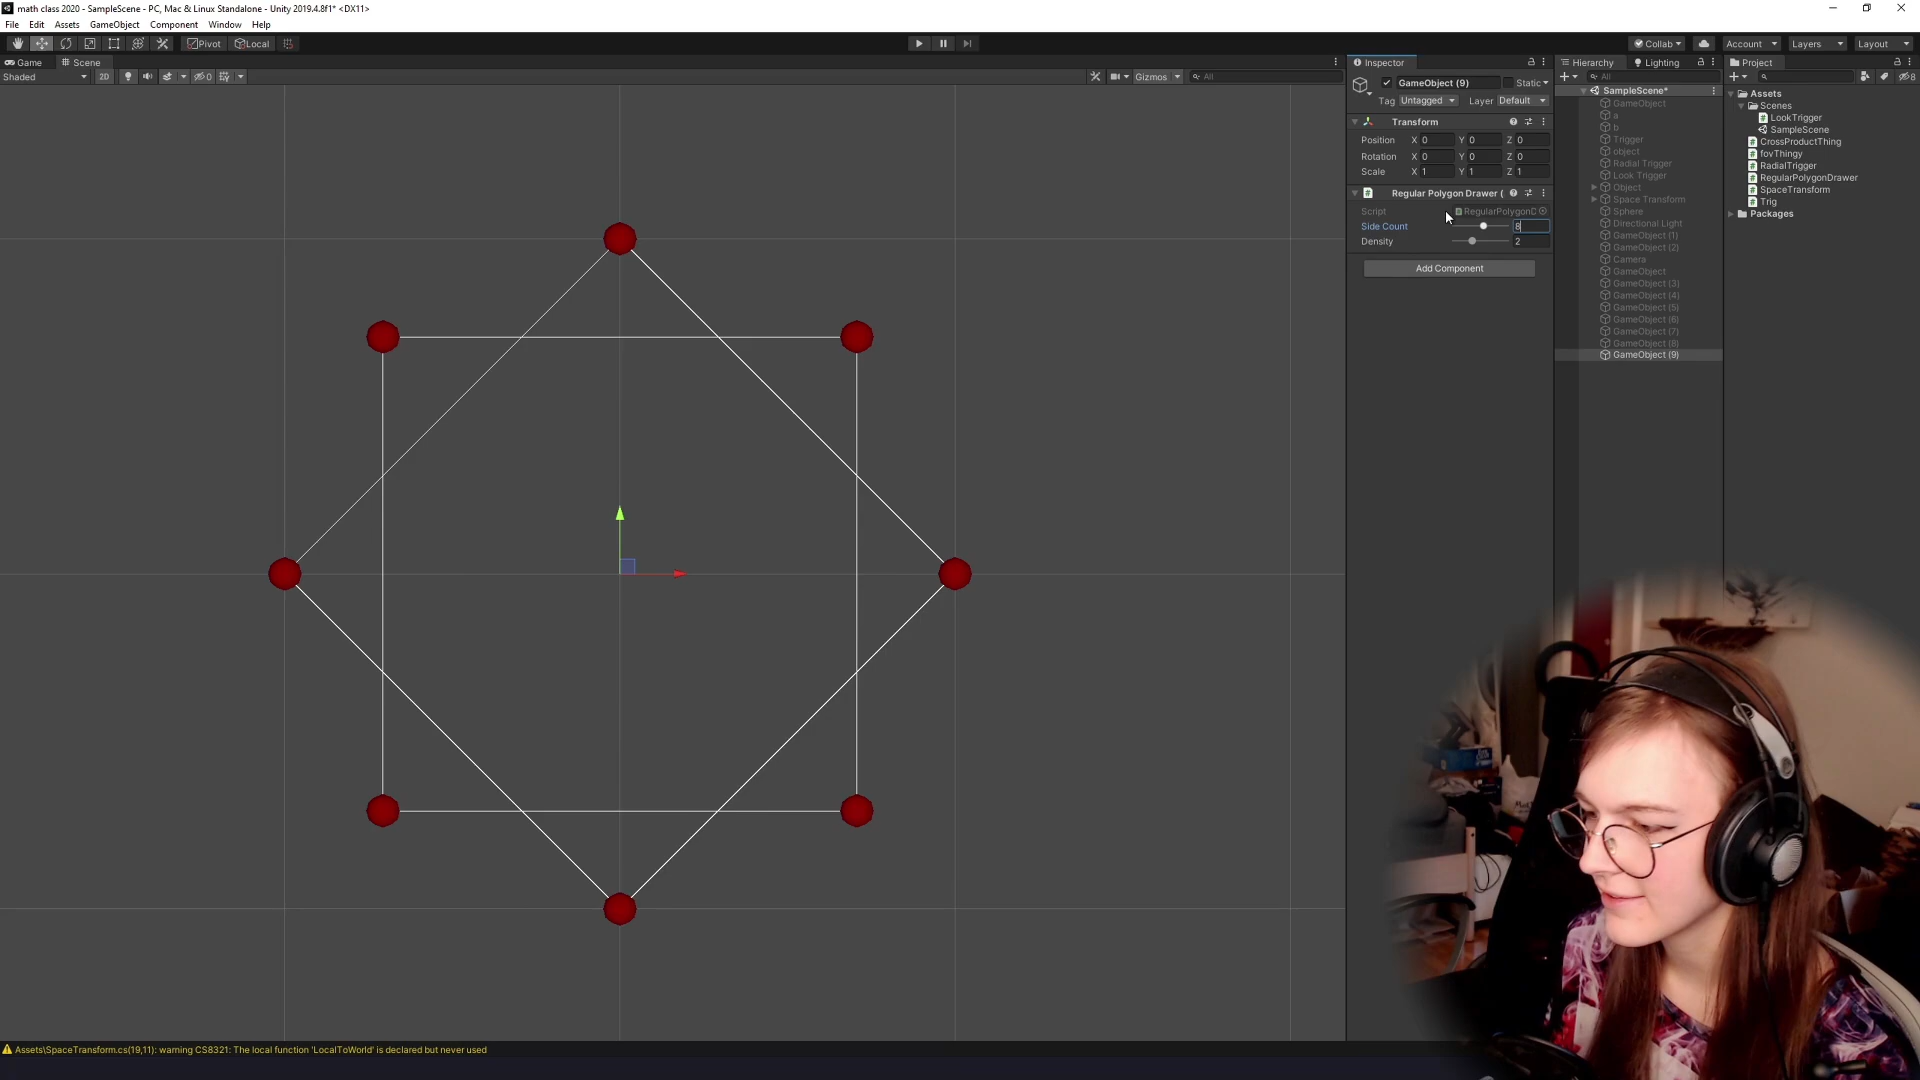 math class 2020 - SampleScene - PC, Mac & Linux Standalone - Unity 2019.4.8f1* <DX11>
File Edit Assets GameObject Component Window Help
Pivot Local Collab Account Layers Layout
Game Scene
Shaded 2D 0 Gizmos All
Inspector
GameObject (9) Static
Tag Untagged Layer Default
Transform
Position X 0 Y 0 Z 0
Rotation X 0 Y 0 Z 0
Scale X 1 Y 1 Z 1
Regular Polygon Drawer (
Script RegularPolygonD
Side Count 8
Density 2
Add Component
Hierarchy Lighting
All
SampleScene*
GameObject
a
b
Trigger
object
Radial Trigger
Look Trigger
Object
Space Transform
Sphere
Directional Light
GameObject (1)
GameObject (2)
Camera
GameObject
GameObject (3)
GameObject (4)
GameObject (5)
GameObject (6)
GameObject (7)
GameObject (8)
GameObject (9)
Project
8
Assets
Scenes
LookTrigger
SampleScene
CrossProductThing
fovThingy
RadialTrigger
RegularPolygonDrawer
SpaceTransform
Trig
Packages
Assets\SpaceTransform.cs(19,11): warning CS8321: The local function 'LocalToWorld' is declared but never used